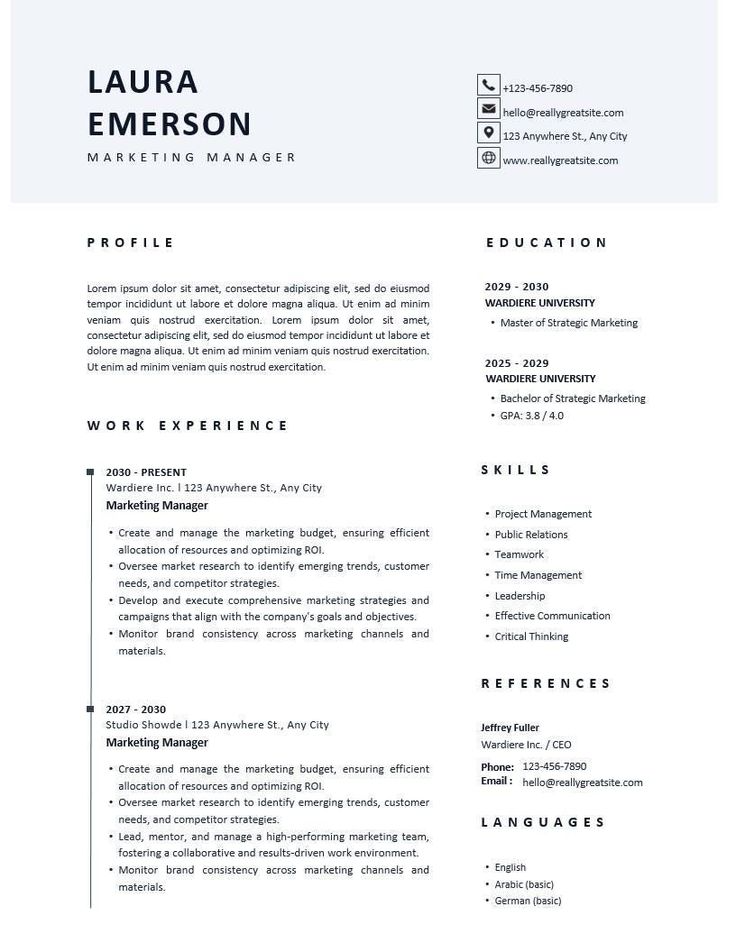 LAURA
EMERSON
MARKETING MANAGER
+123-456-7890
hello@reallygreatsite.com
123 Anywhere St., Any City
www.reallygreatsite.com
PROFILE
Lorem ipsum dolor sit amet, consectetur adipiscing elit, sed do eiusmod
tempor incididunt ut labore et dolore magna aliqua. Ut enim ad minim
veniam quis nostrud exercitation. Lorem ipsum dolor sit amet,
consectetur adipiscing elit, sed do eiusmod tempor incididunt ut labore et
dolore magna aliqua. Ut enim ad minim veniam quis nostrud exercitation.
Ut enim ad minim veniam quis nostrud exercitation.
WORK EXPERIENCE
2030 - PRESENT
Wardiere Inc. l 123 Anywhere St., Any City
Marketing Manager
• Create and manage the marketing budget, ensuring efficient
allocation of resources and optimizing ROI.
• Oversee market research to identify emerging trends, customer
needs, and competitor strategies.
• Develop and execute comprehensive marketing strategies and
campaigns that align with the company's goals and objectives.
• Monitor brand consistency across marketing channels and
materials.
2027 - 2030
Studio Showde l 123 Anywhere St., Any City
Marketing Manager
• Create and manage the marketing budget, ensuring efficient
allocation of resources and optimizing ROI.
• Oversee market research to identify emerging trends, customer
needs, and competitor strategies.
• Lead, mentor, and manage a high-performing marketing team,
fostering a collaborative and results-driven work environment.
• Monitor brand consistency across marketing channels and
materials.
EDUCATION
2029 - 2030
WARDIERE UNIVERSITY
• Master of Strategic Marketing
2025 - 2029
WARDIERE UNIVERSITY
• Bachelor of Strategic Marketing
• GPA: 3.8 / 4.0
SKILLS
• Project Management
• Public Relations
• Teamwork
• Time Management
• Leadership
• Effective Communication
• Critical Thinking
REFERENCES
Jeffrey Fuller
Wardiere Inc. / CEO
Phone: 123-456-7890
Email : hello@reallygreatsite.com
LANGUAGES
• English
• Arabic (basic)
• German (basic)